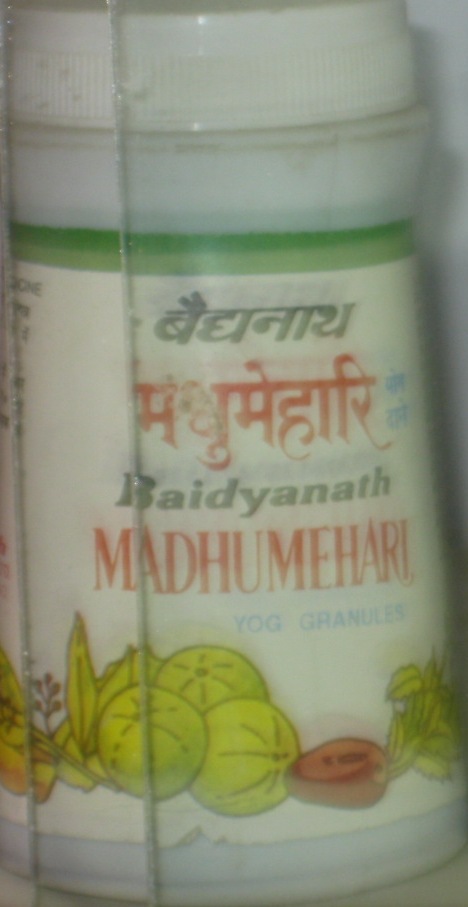 बैद्यनाथ
मधुमेहारि योग
दाने
Baidyanath
MADHUMEHARI
YOG GRANULES